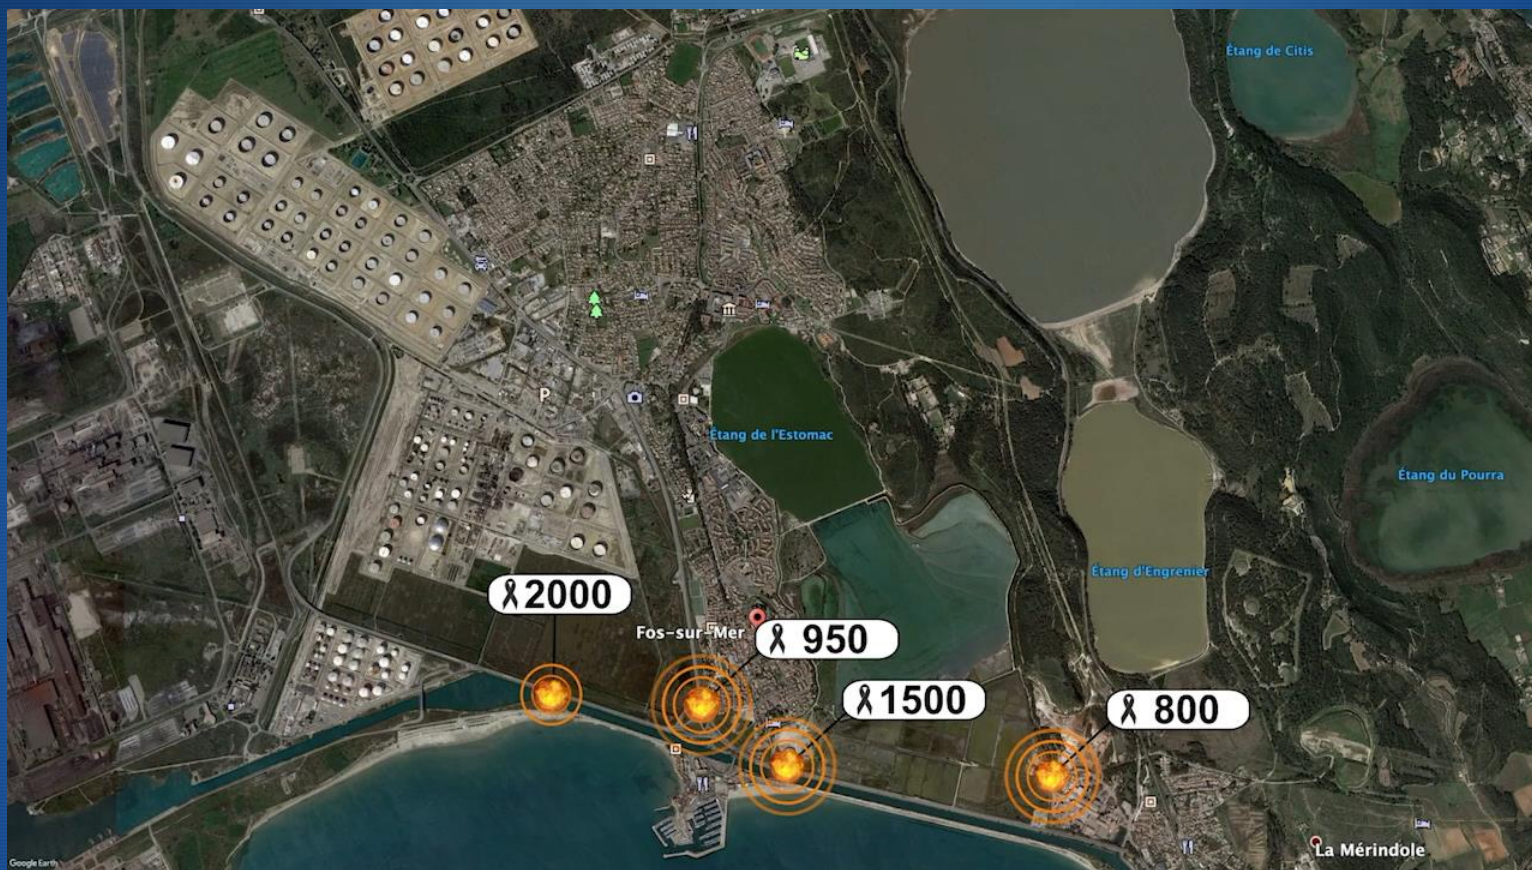 Étang de Citis
Étang de l'Estomac
Étang du Pourra
Étang d'Engrenier
2000
Fos-sur-Mer
950
1500
800
P
La Mérindole
Google Earth